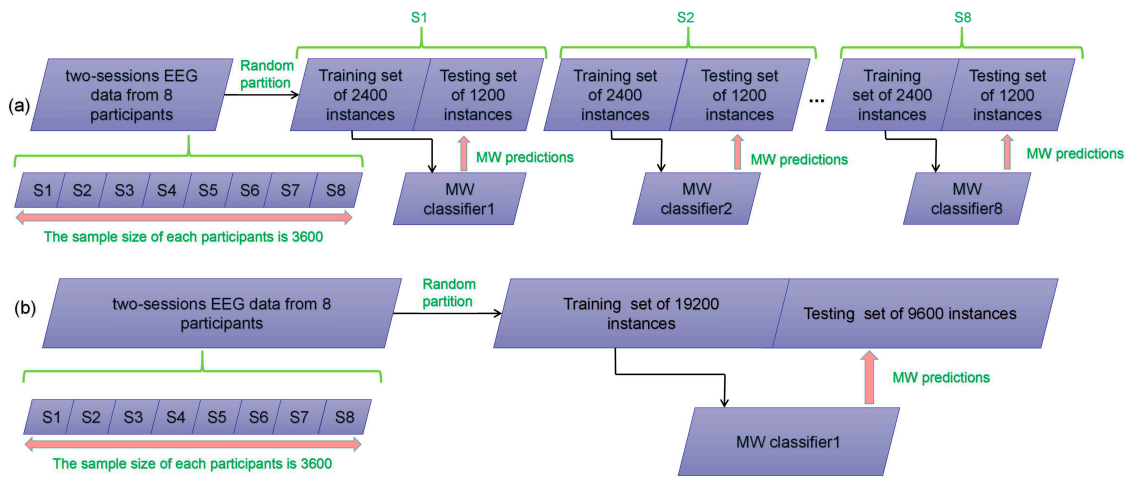 S1
S2
S8
(a)
two-sessions EEG
data from 8
participants
Random
partition
Training set
of 2400
instances
Testing set
of 1200
instances
Training set
of 2400
instances
Testing set
of 1200
instances
...
Training
set of 2400
instances
Testing set
of 1200
instances
MW predictions
MW predictions
MW predictions
S1 S2 S3 S4 S5 S6 S7 S8
MW
classifier1
MW
classifier2
MW
classifier8
The sample size of each participants is 3600
(b)
two-sessions EEG data from 8
participants
Random
partition
Training set of 19200
instances
Testing set of 9600 instances
MW predictions
S1 S2 S3 S4 S5 S6 S7 S8
MW classifier1
The sample size of each participants is 3600